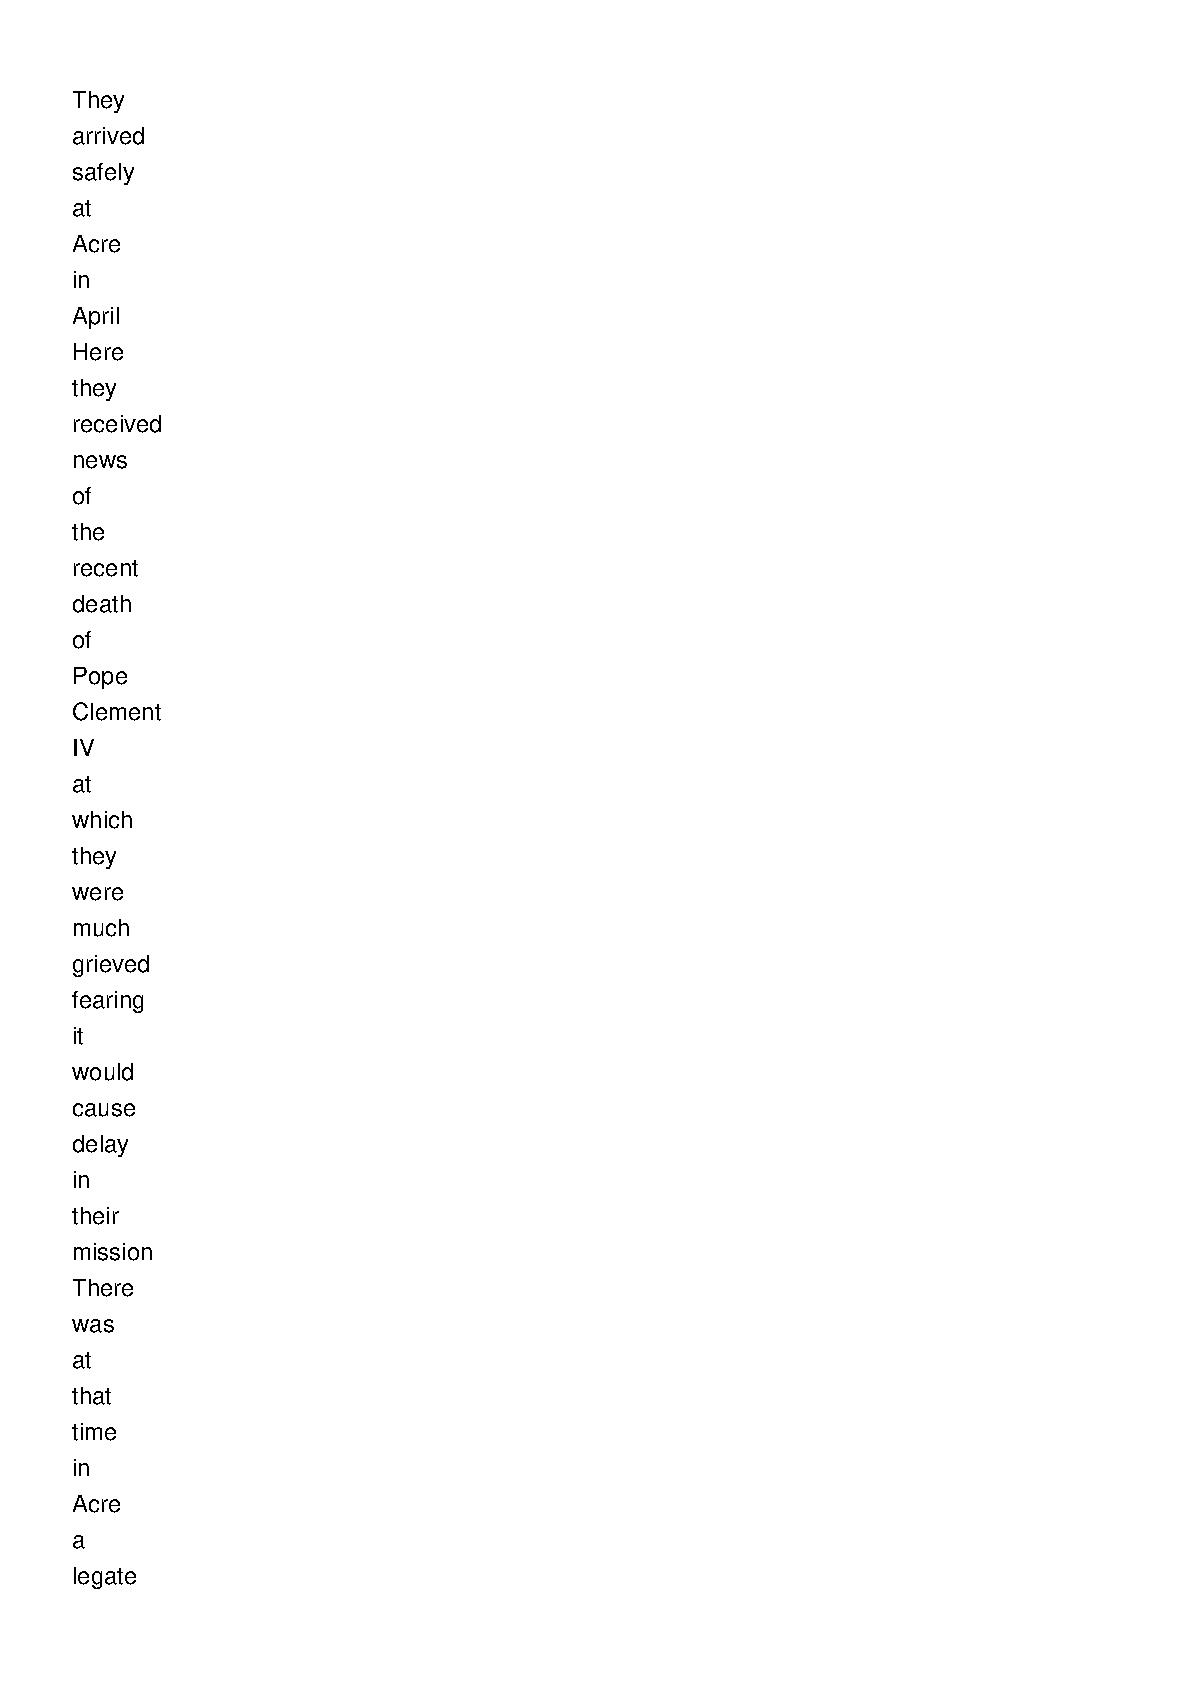 They
arrived
safely
at
Acre
in
April
Here
they
received
news
of
the
recent
death
of
Pope
Clement
IV
at
which
they
were
much
grieved
fearing
it
would
cause
delay
in
their
mission
There
was
at
that
time
in
Acre
a
legate